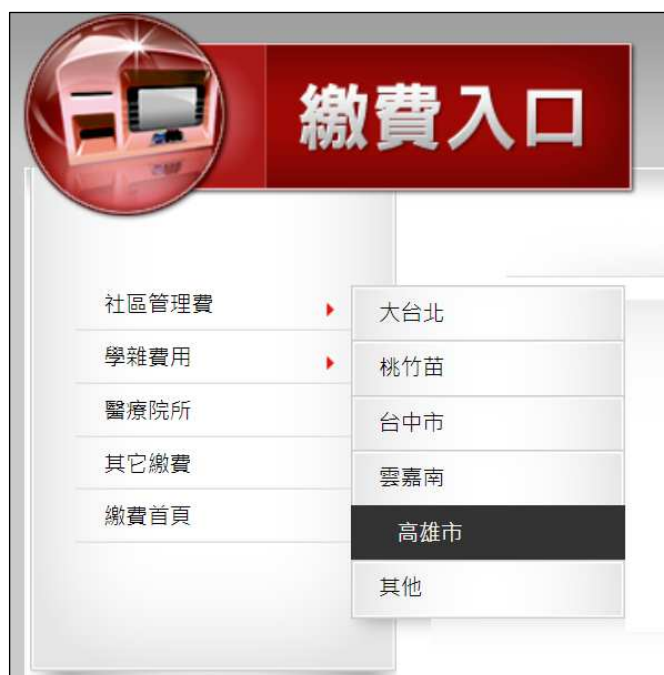 繳費入口
社區管理費
學雜費用
醫療院所
其它繳費
繳費首頁
大台北
桃竹苗
台中市
雲嘉南
高雄市
其他